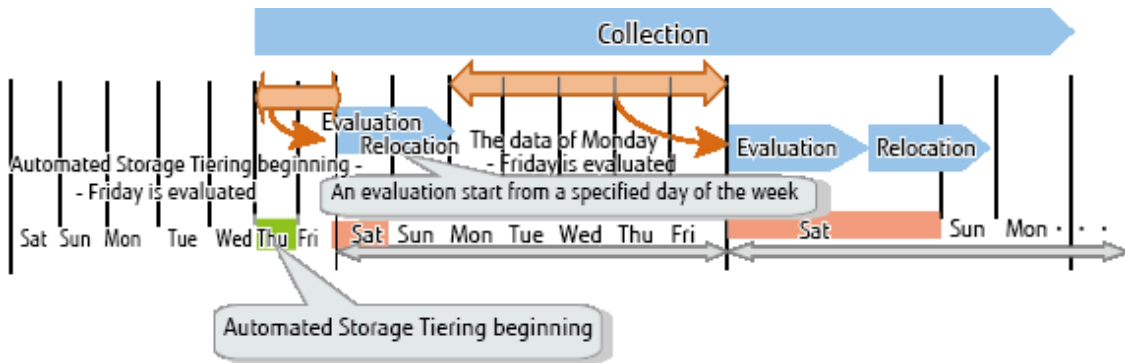 Collection
Evaluation
Relocation
The data of Monday
- Friday is evaluated
Evaluation
Relocation
Automated Storage Tiering beginning -
- Friday is evaluated
An evaluation start from a specified day of the week
Sat Sun Mon Tue Wed Thu Fri Sat Sun Mon Tue Wed Thu Fri Sat Sun Mon · · ·
Automated Storage Tiering beginning